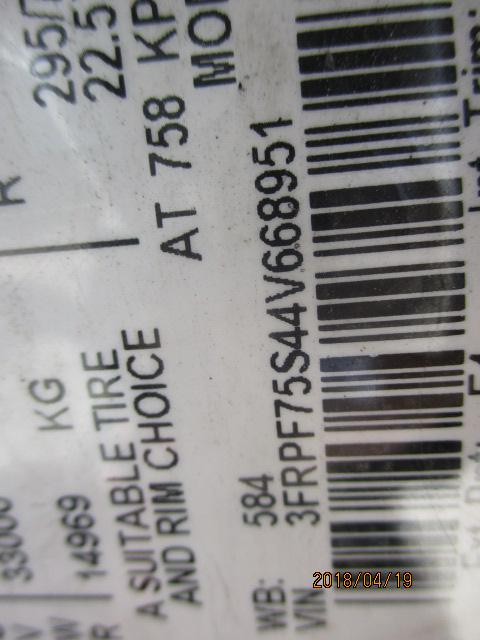 R
295/
22.5
33000
KG
14969
A SUITABLE TIRE
AND RIM CHOICE
AT 758 KP
WB: 584
VIN 3FRPF75S44V668951
2018/04/19